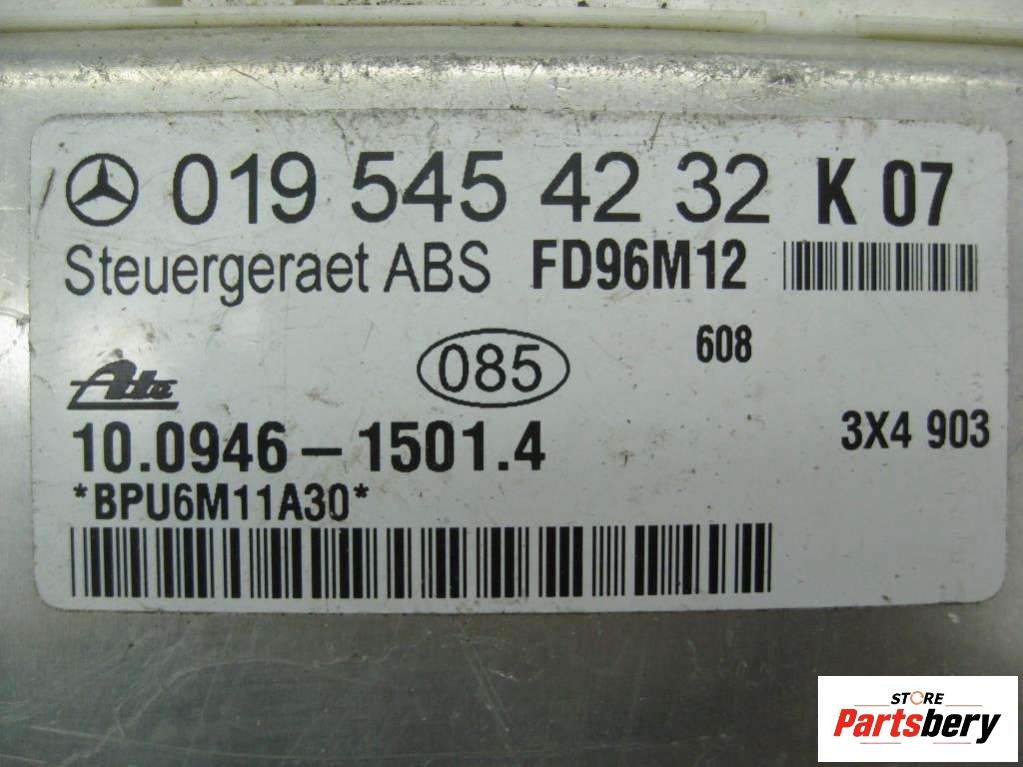 019 545 42 32 K 07
Steuergeraet ABS FD96M12
608
085
Ate
10.0946-1501.4
3X4 903
*BPU6M11A30*
STORE
Partsbery